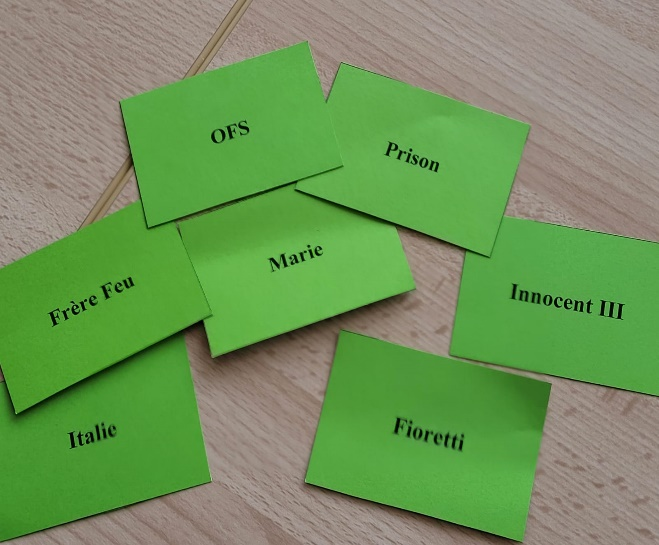 OFS
Prison
Marie
Frère Feu
Innocent III
Italie
Fioretti